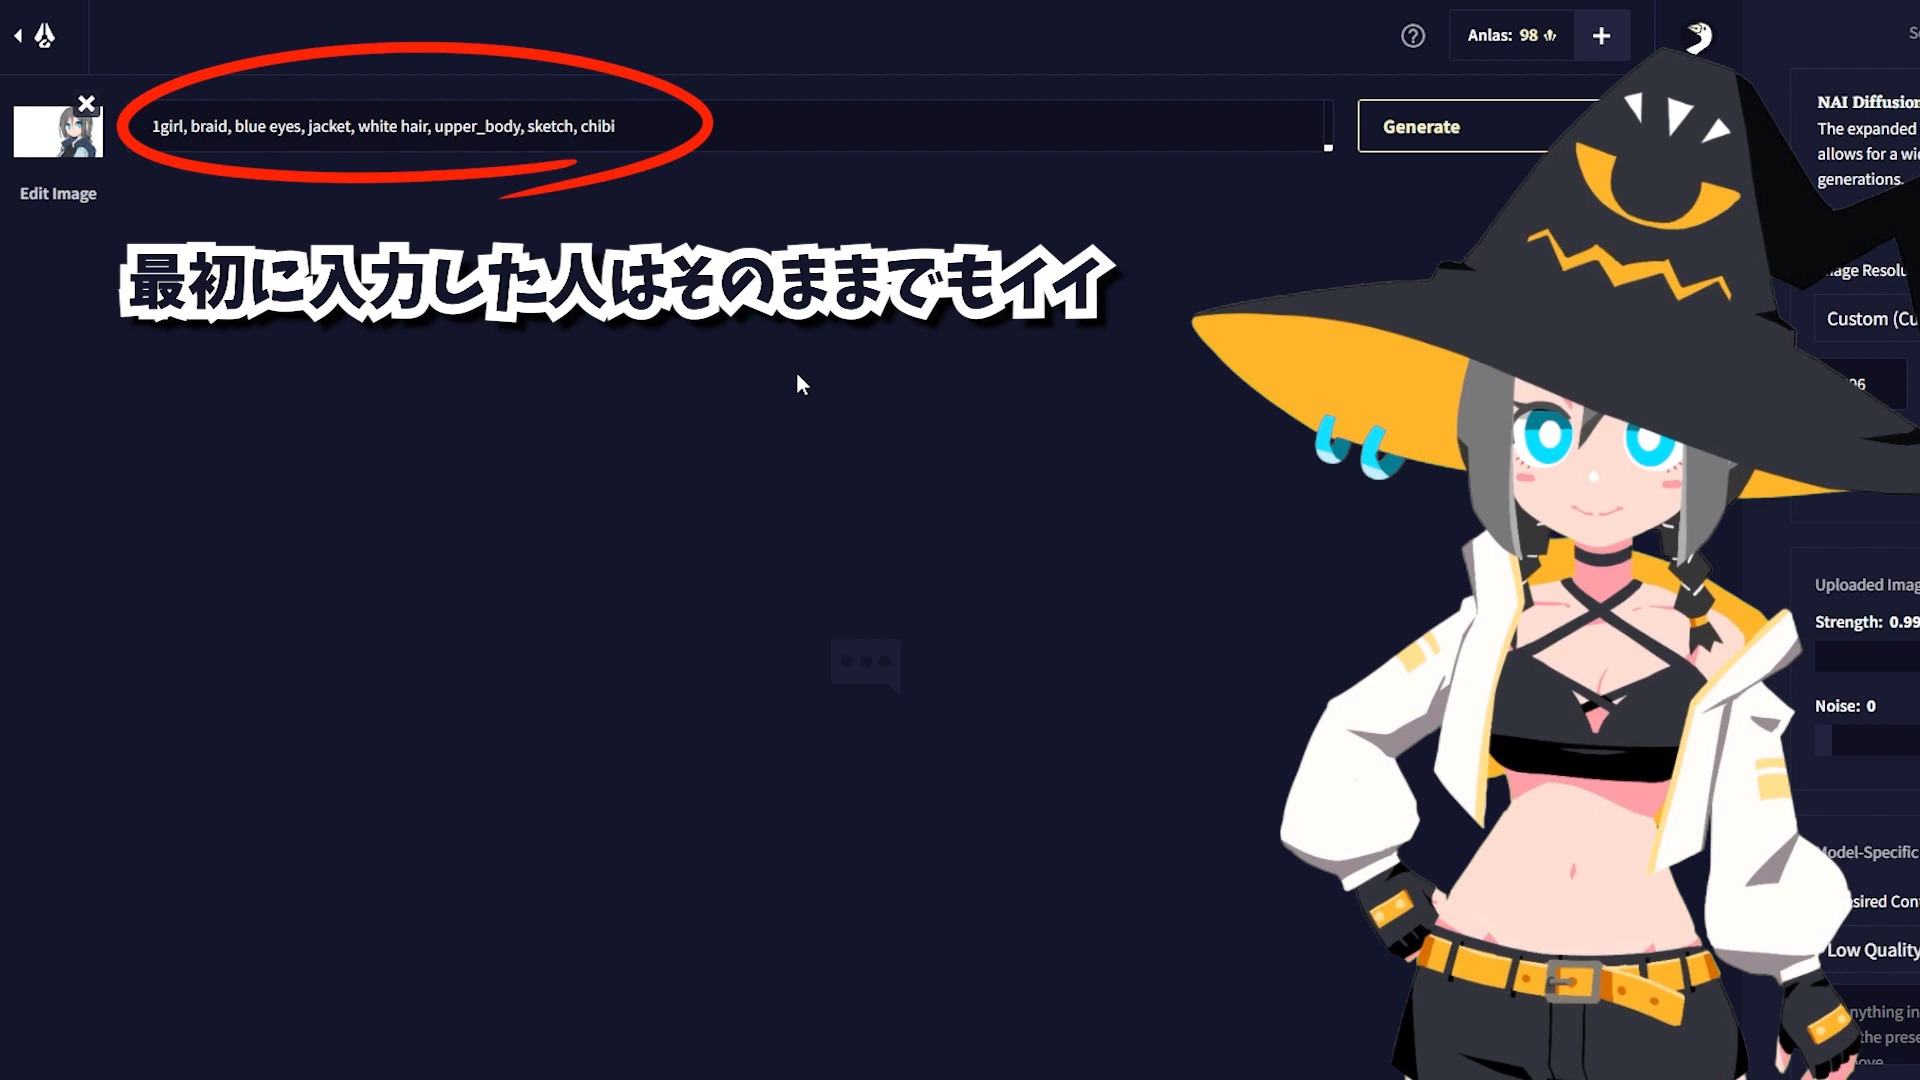 Anlas: 98
1girl, braid, blue eyes, jacket, white hair, upper_body, sketch, chibi
Generate
Edit Image
最初に入力した人はそのままでもイイ
NAI Diffusion
The expanded
allows for a
generations.
Custom
Uploaded
Strength: 0.99
Noise: 0
Low Quality
the